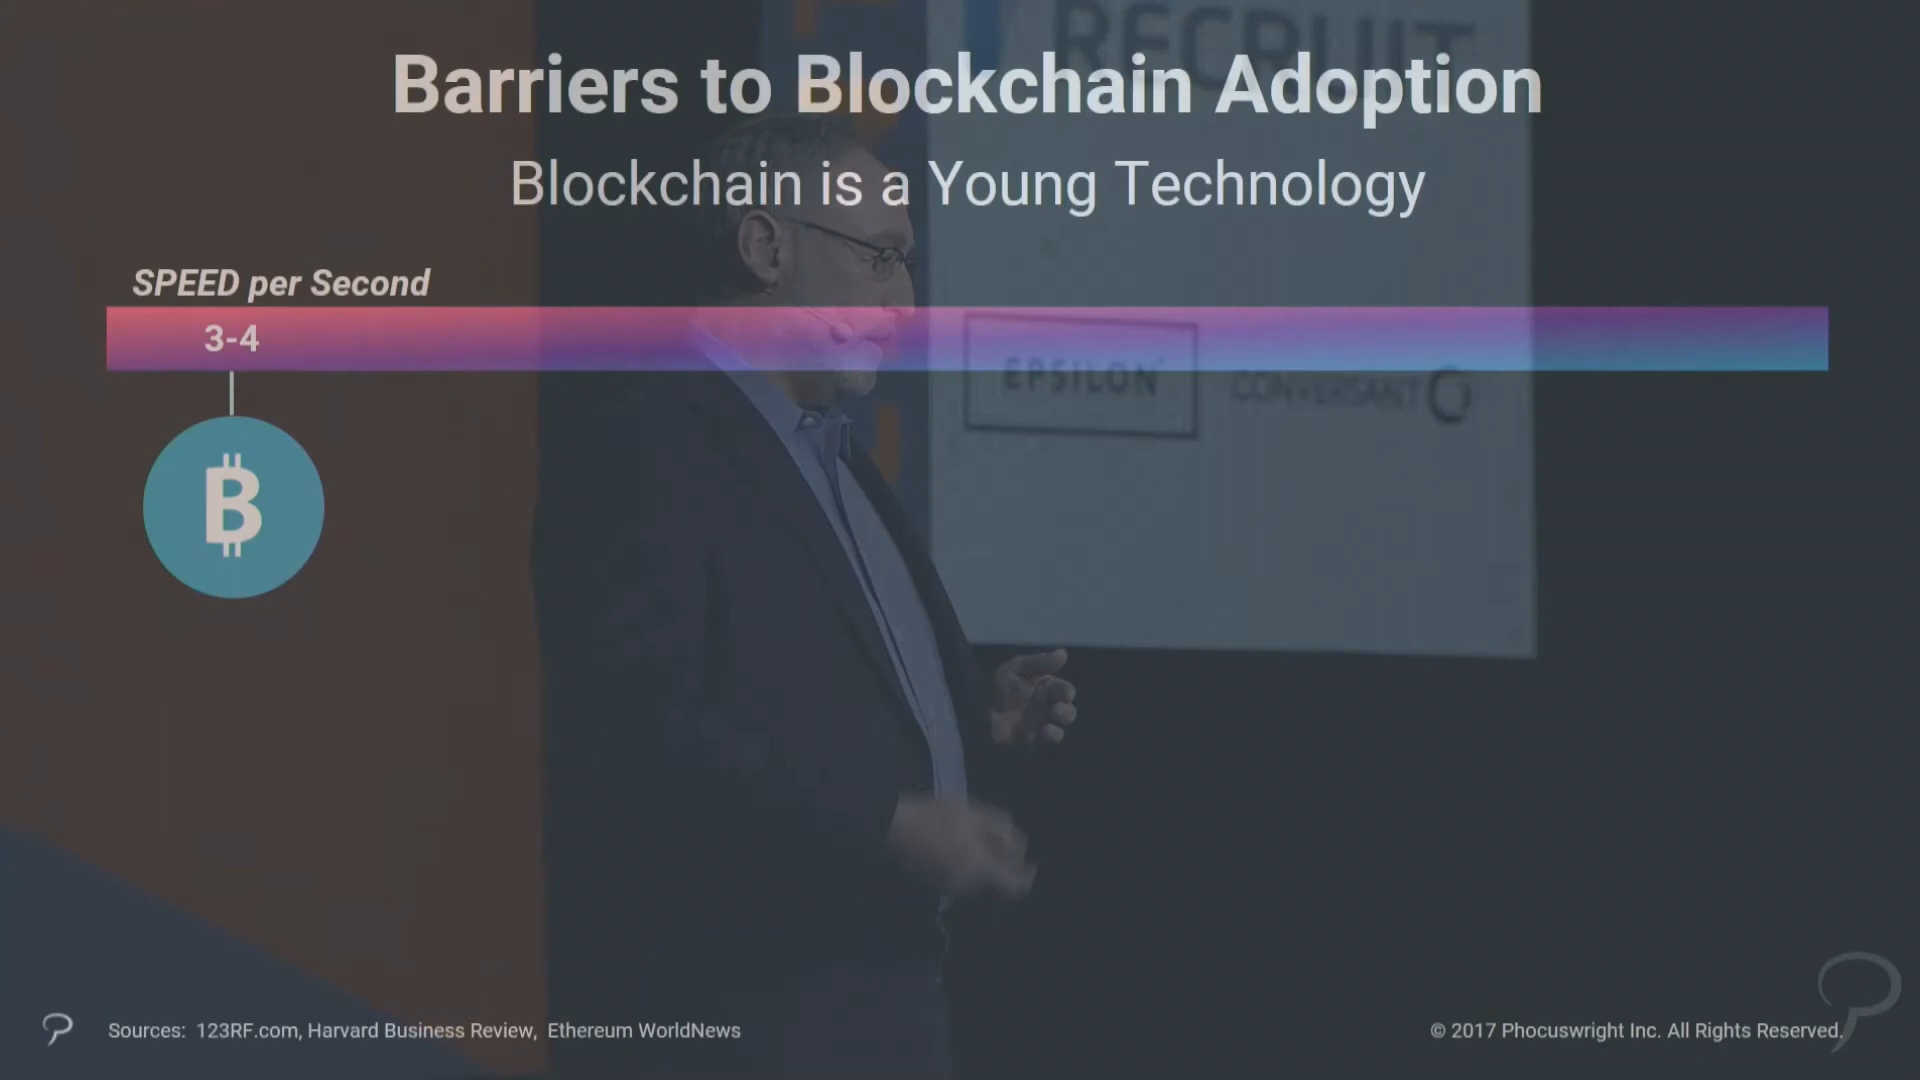 RECRUIT
Barriers to Blockchain Adoption
Blockchain is a Young Technology
SPEED per Second
3-4
EPSILON
CONVERSANT
Sources: 123RF.com, Harvard Business Review, Ethereum WorldNews
© 2017 Phocuswright Inc. All Rights Reserved.